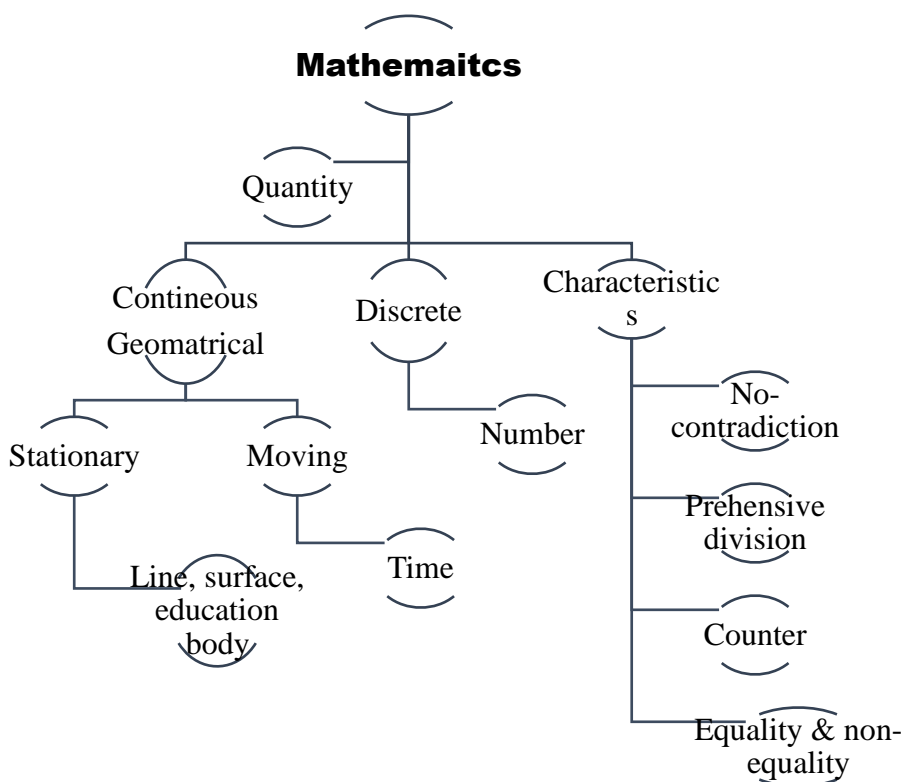 Mathemaitcs
Quantity
Contineous
Geomatrical
Discrete
Characteristic
s
Stationary
Moving
Number
Line, surface,
education
body
Time
No-
contradiction
Prehensive
division
Counter
Equality & non-
equality